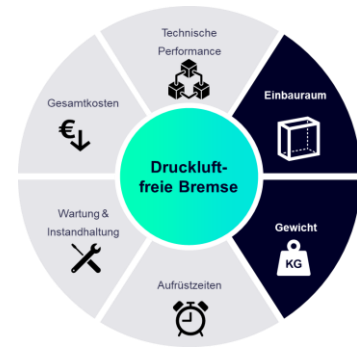 Technische
Performance
Einbauraum
Gewicht
KG
Aufrüstzeiten
Wartung &
Instandhaltung
Gesamtkosten
€
Druckluft-
freie Bremse